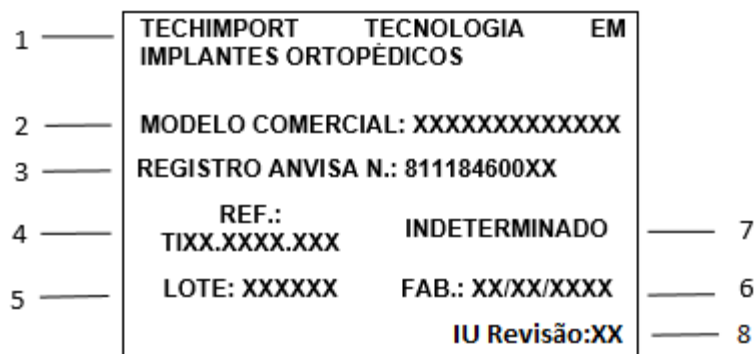 1
TECHIMPORT TECNOLOGIA EM
IMPLANTES ORTOPÉDICOS
2
MODELO COMERCIAL: XXXXXXXXXXXXX
3
REGISTRO ANVISA N.: 811184600XX
4
REF.:
TIXX.XXXX.XXX
INDETERMINADO
7
5
LOTE: XXXXXX
FAB.: XX/XX/XXXX
6
IU Revisão:XX
8